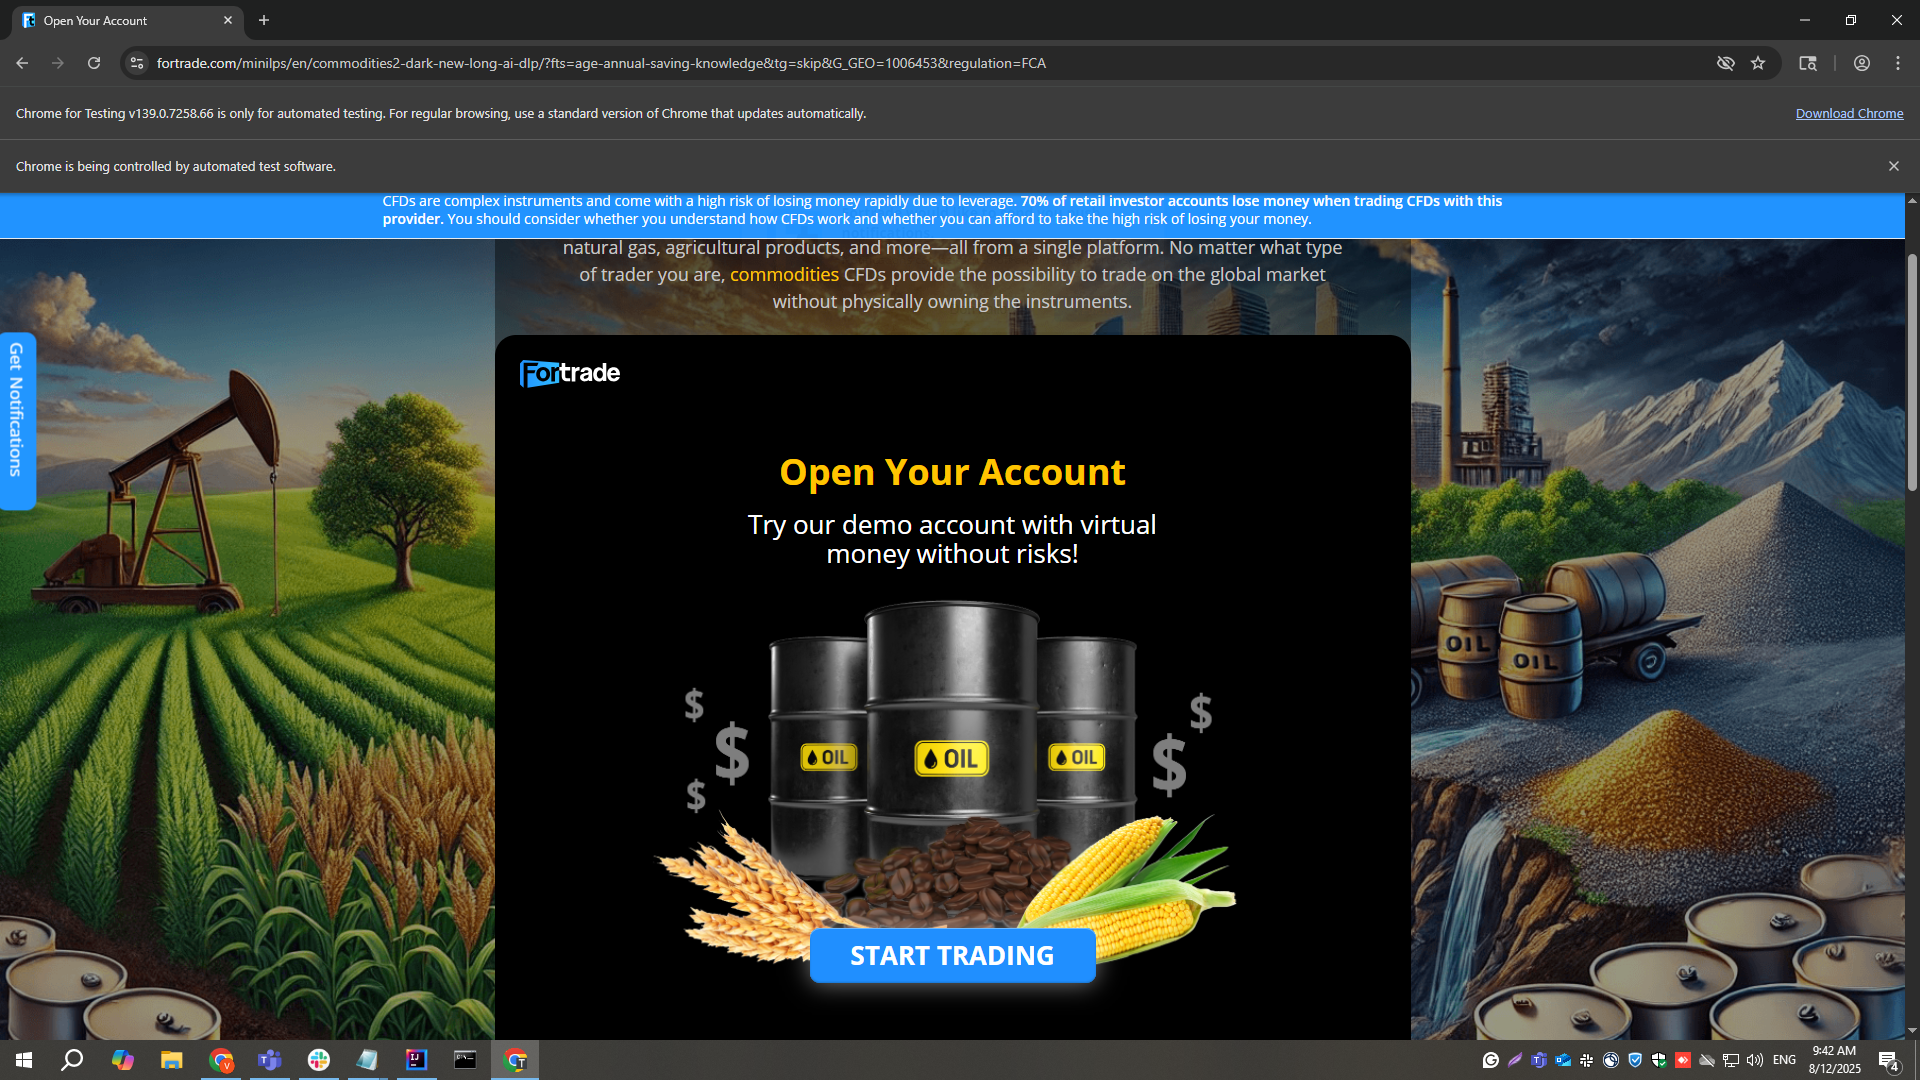 Open Your Account
fortrade.com/minilps/en/commodities2-dark-new-long-ai-dlp/?fts=age-annual-saving-knowledge&tg=skip&G_GEO=1006453&regulation=FCA
Chrome for Testing v139.0.7258.66 is only for automated testing. For regular browsing, use a standard version of Chrome that updates automatically.
Download Chrome
Chrome is being controlled by automated test software.
CFDs are complex instruments and come with a high risk of losing money rapidly due to leverage. 70% of retail investor accounts lose money when trading CFDs with this
provider. You should consider whether you understand how CFDs work and whether you can afford to take the high risk of losing your money.
natural gas, agricultural products, and more—all from a single platform. No matter what type
of trader you are, commodities CFDs provide the possibility to trade on the global market
without physically owning the instruments.
Get Notifications
Fortrade
Open Your Account
Try our demo account with virtual
money without risks!
$
$
$
$
$
OIL
OIL
OIL
OIL
OIL
START TRADING
ENG
9:42 AM
8/12/2025
4